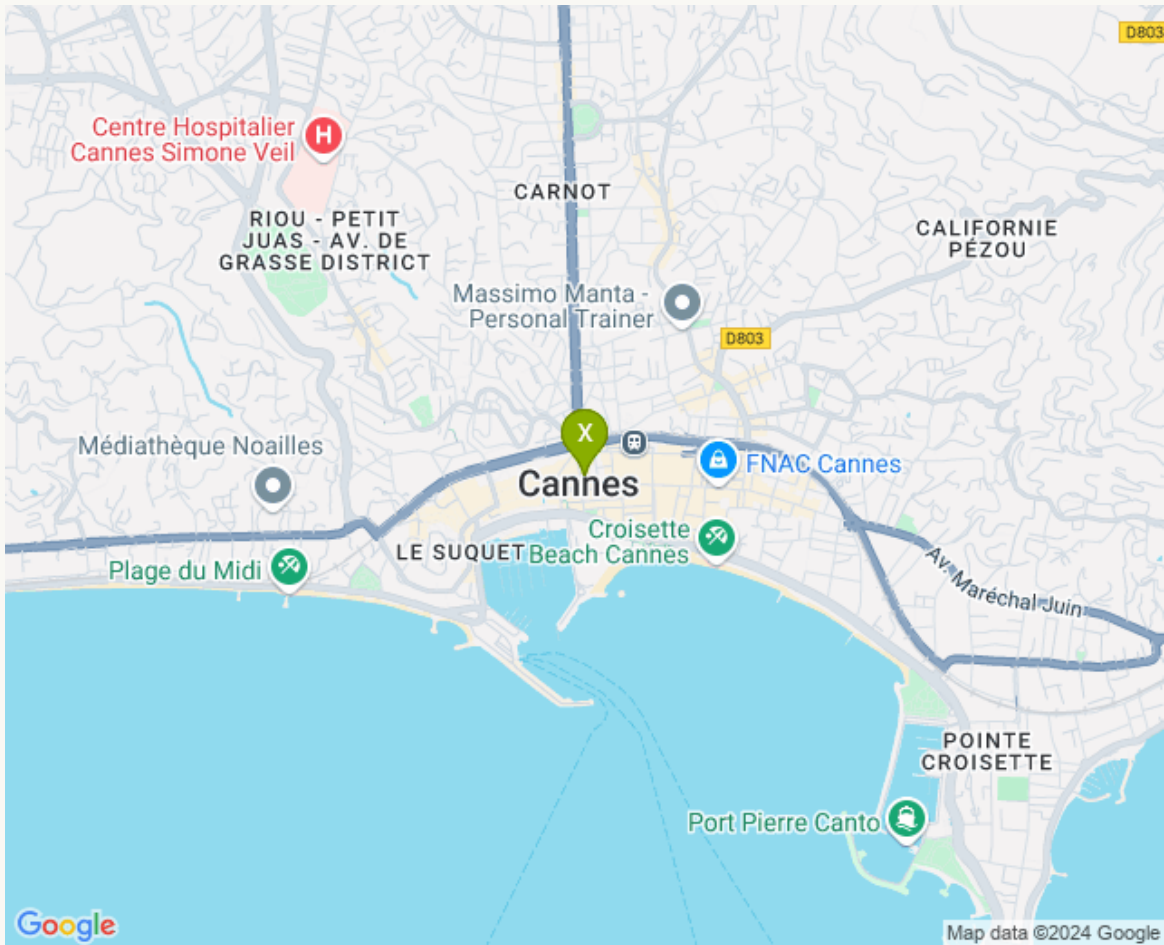 D803
Centre Hospitalier
Cannes Simone Veil
H
CARNOT
RIOU - PETIT
JUAS - AV. DE
GRASSE DISTRICT
CALIFORNIE
PÉZOU
Massimo Manta -
Personal Trainer
D803
X
Médiathèque Noailles
FNAC Cannes
Cannes
Croisette
Beach Cannes
LE SUQUET
Plage du Midi
Av. Maréchal Juin
POINTE
CROISETTE
Port Pierre Canto
Google
Map data ©2024 Google